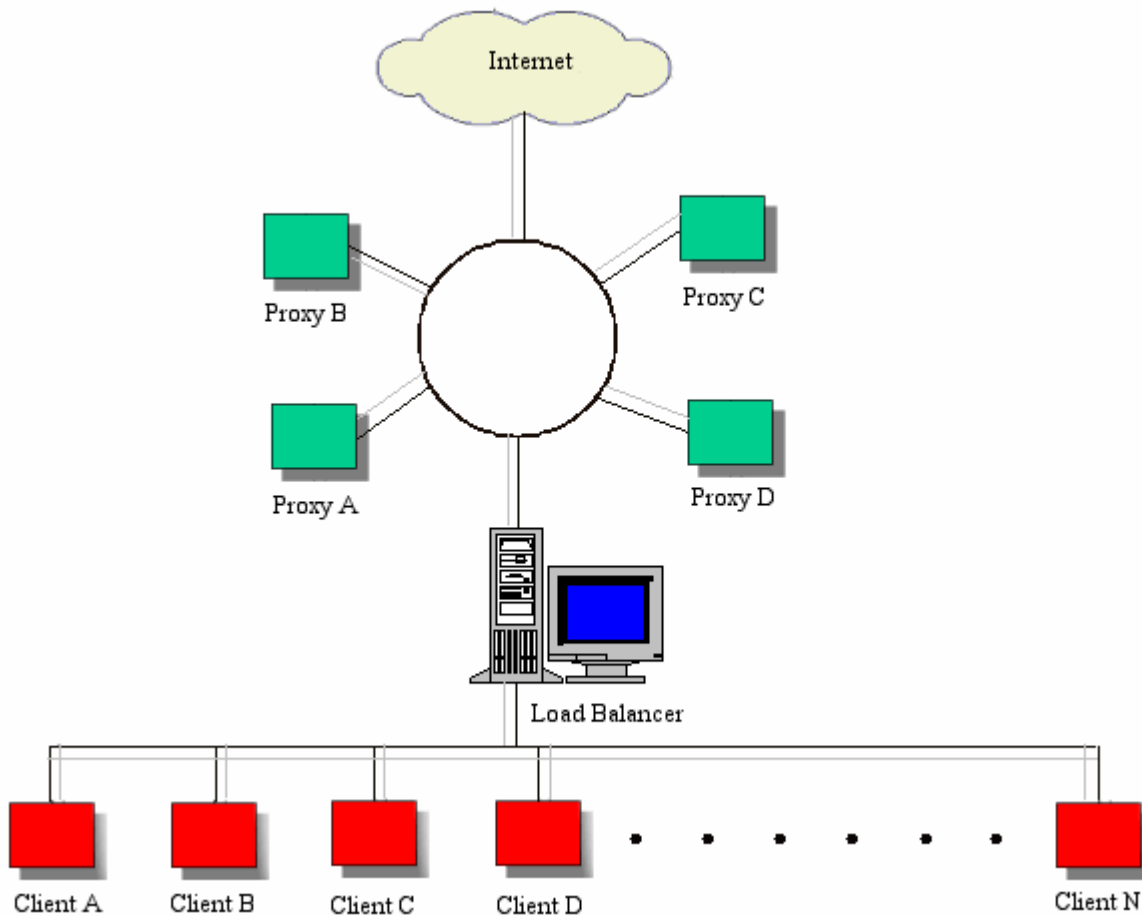 Internet
Proxy B
Proxy C
Proxy A
Proxy D
Load Balancer
Client A
Client B
Client C
Client D
Client N